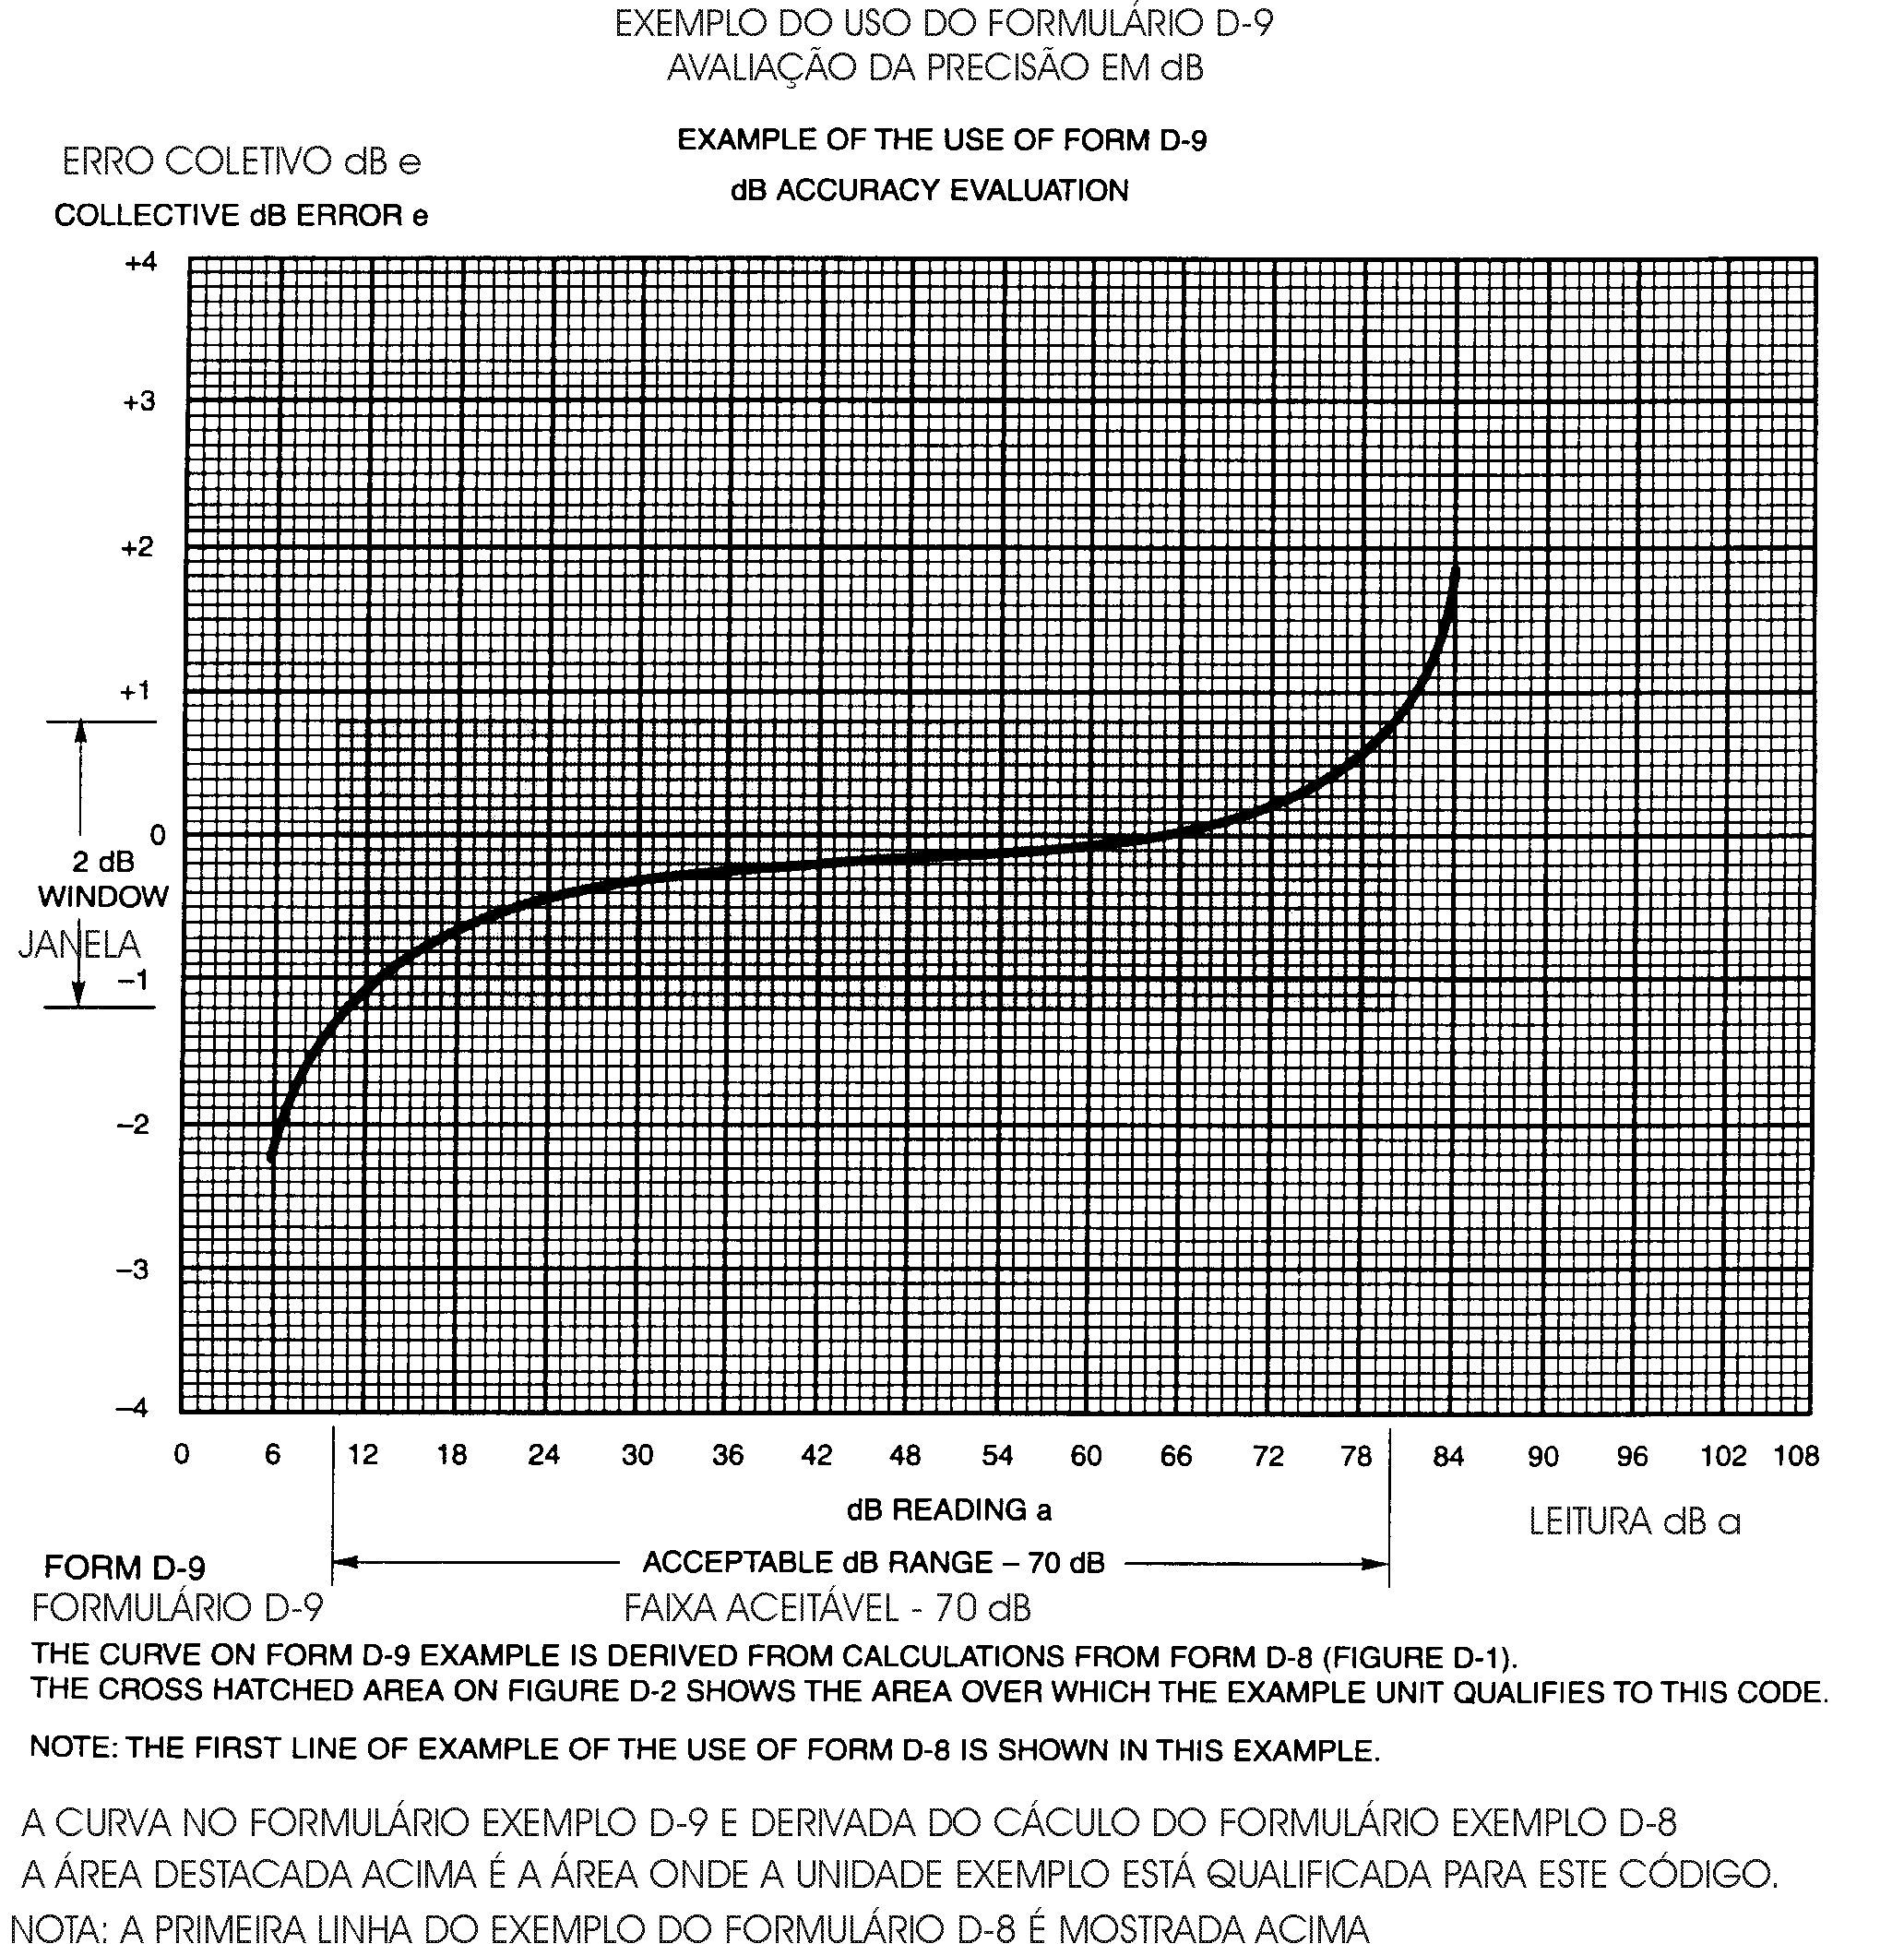 EXEMPLO DO USO DO FORMULÁRIO D-9
AVALIAÇÃO DA PRECISÃO EM dB
EXAMPLE OF THE USE OF FORM D-9
dB ACCURACY EVALUATION
ERRO COLETIVO dB e
COLLECTIVE dB ERROR e
+4
+3
+2
+1
0
2 dB
WINDOW
JANELA
−1
−2
−3
−4
0 6 12 18 24 30 36 42 48 54 60 66 72 78 84 90 96 102 108
dB READING a
LEITURA dB a
FORM D-9
ACCEPTABLE dB RANGE – 70 dB
FORMULÁRIO D-9
FAIXA ACEITÁVEL - 70 dB
THE CURVE ON FORM D-9 EXAMPLE IS DERIVED FROM CALCULATIONS FROM FORM D-8 (FIGURE D-1).
THE CROSS HATCHED AREA ON FIGURE D-2 SHOWS THE AREA OVER WHICH THE EXAMPLE UNIT QUALIFIES TO THIS CODE.
NOTE: THE FIRST LINE OF EXAMPLE OF THE USE OF FORM D-8 IS SHOWN IN THIS EXAMPLE.
A CURVA NO FORMULÁRIO EXEMPLO D-9 E DERIVADA DO CÁCULO DO FORMULÁRIO EXEMPLO D-8
A ÁREA DESTACADA ACIMA É A ÁREA ONDE A UNIDADE EXEMPLO ESTÁ QUALIFICADA PARA ESTE CÓDIGO.
NOTA: A PRIMEIRA LINHA DO EXEMPLO DO FORMULÁRIO D-8 É MOSTRADA ACIMA